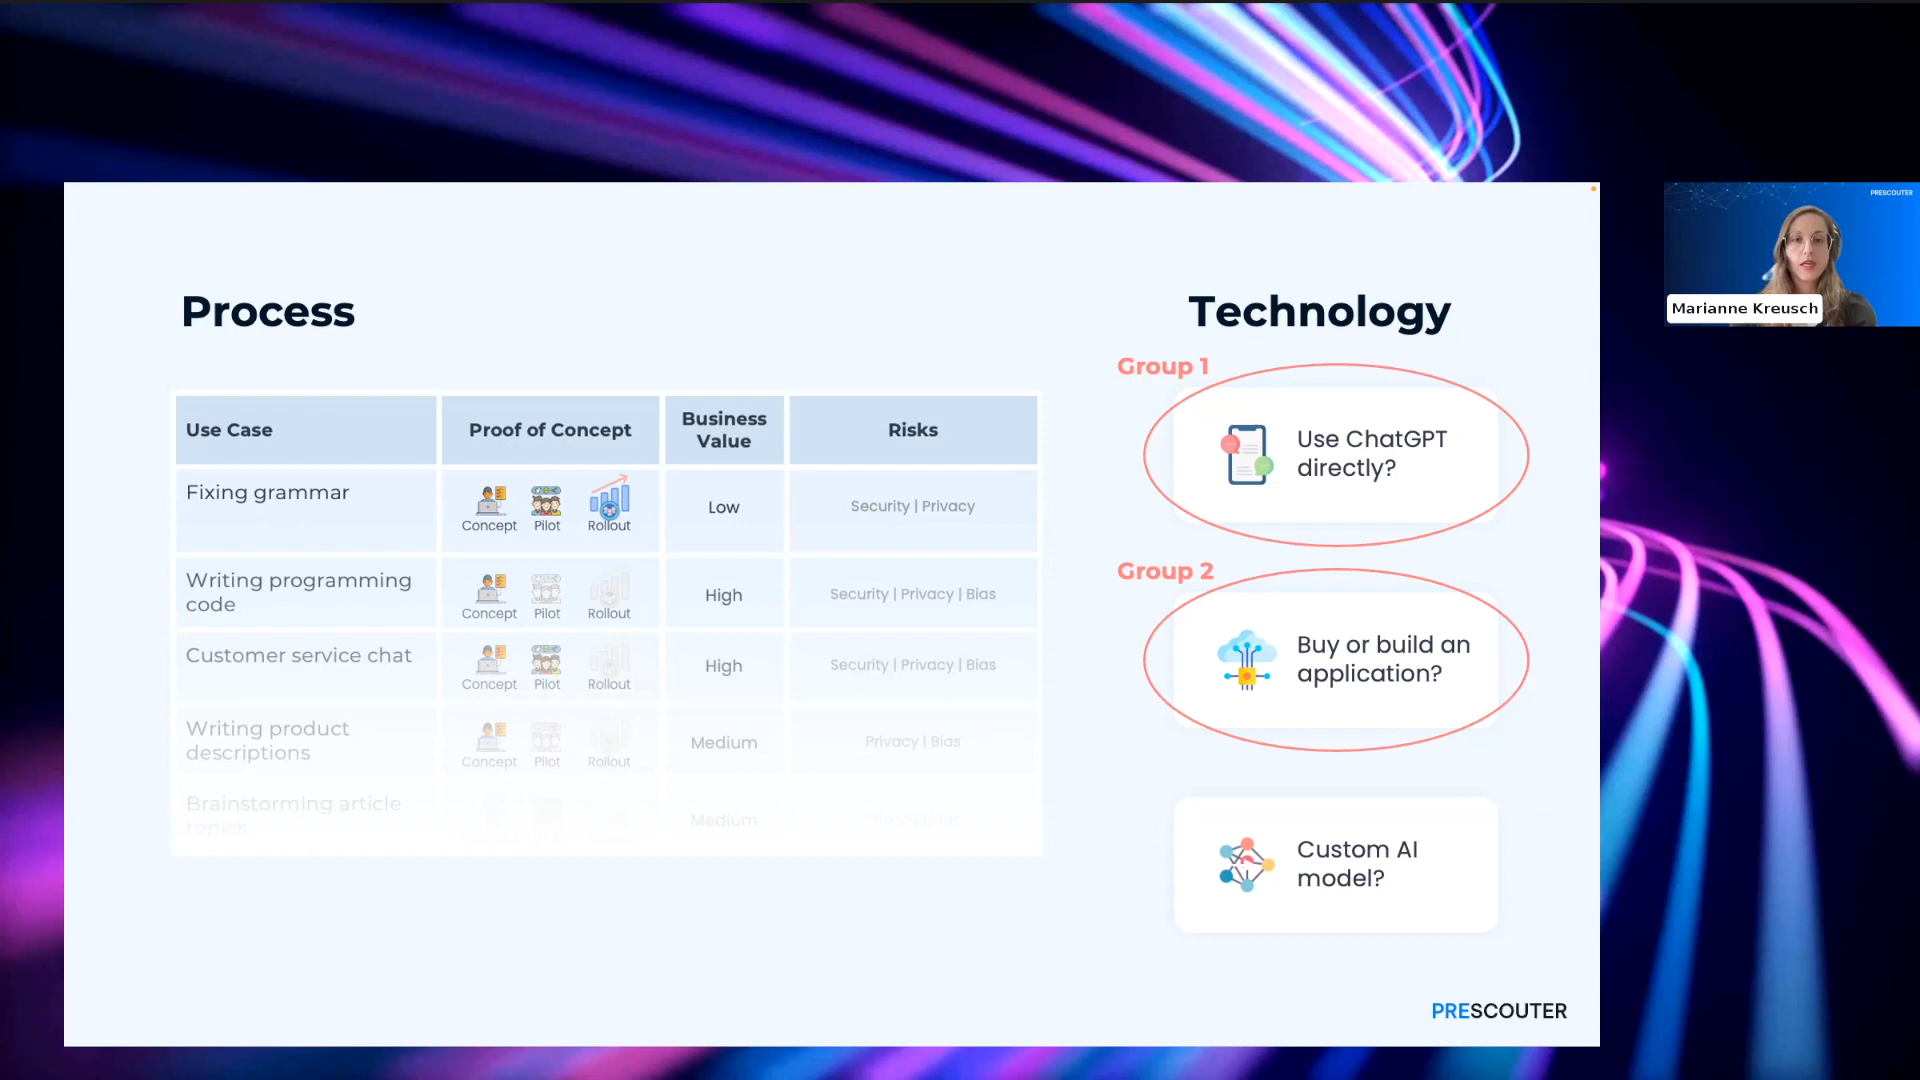 PRESCOUTER
Marianne Kreusch
Process
Technology
Use Case
Proof of Concept
Business
Value
Risks
Fixing grammar
Concept
Pilot
Rollout
Low
Security | Privacy
Writing programming
code
Concept
Pilot
Rollout
High
Security | Privacy | Bias
Customer service chat
Concept
Pilot
Rollout
High
Security | Privacy | Bias
Writing product
descriptions
Concept
Pilot
Rollout
Medium
Privacy | Bias
Brainstorming article
topics
Medium
Group 1
Use ChatGPT
directly?
Group 2
Buy or build an
application?
Custom AI
model?
PRESCOUTER